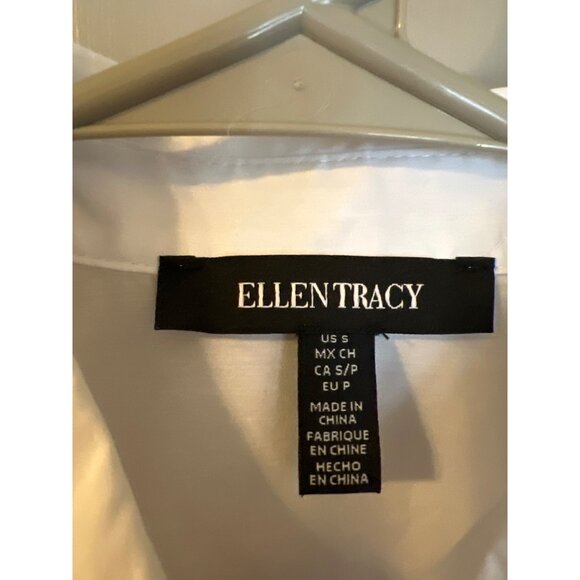 ELLEN TRACY
US S
MX CH
CA S/P
EU P
MADE IN
CHINA
FABRIQUE
EN CHINE
HECHO
EN CHINA